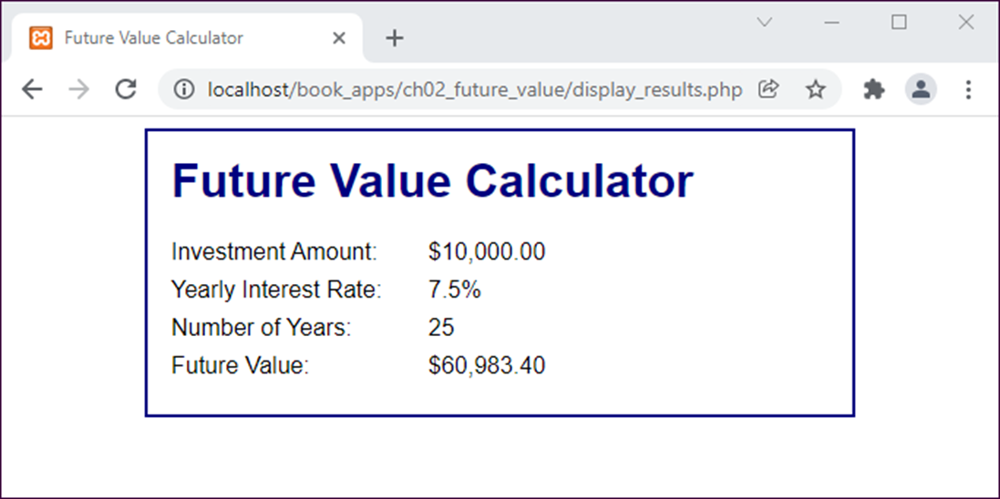 Future Value Calculator
localhost/book_apps/ch02_future_value/display_results.php
Future Value Calculator
Investment Amount: $10,000.00
Yearly Interest Rate: 7.5%
Number of Years: 25
Future Value: $60,983.40